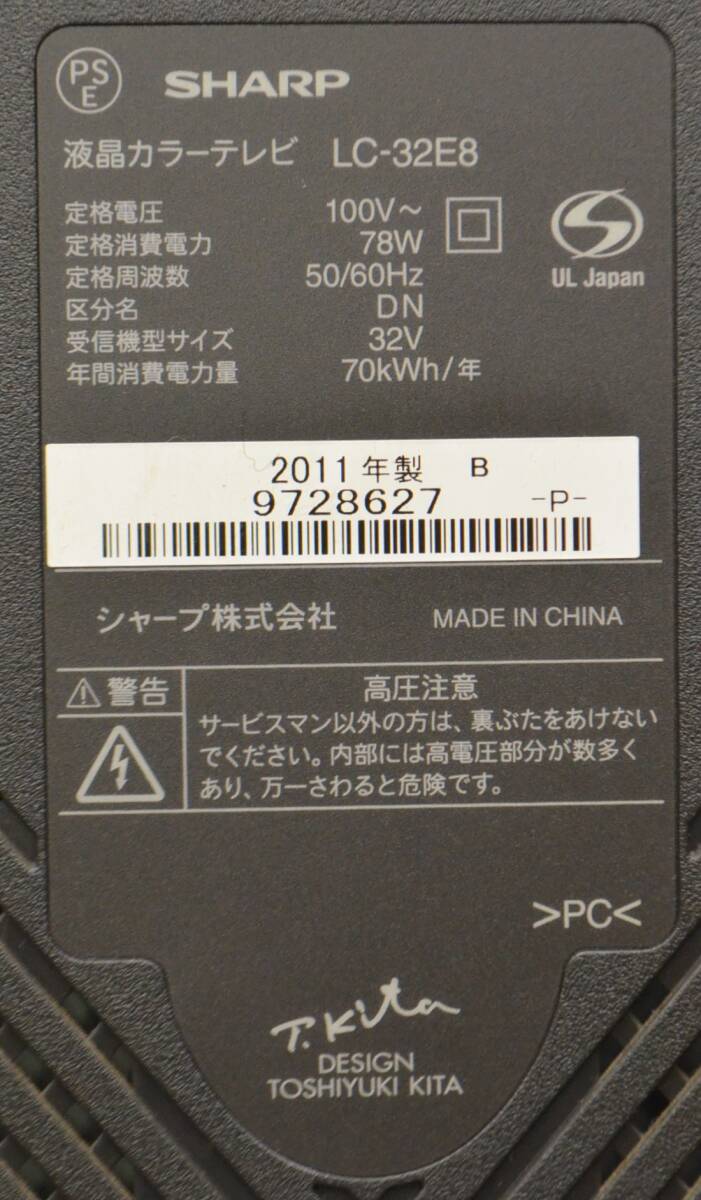 PS
E
SHARP
液晶カラーテレビ LC-32E8
定格電圧 100V～
定格消費電力 78W
定格周波数 50/60Hz
区分名 DN
受信機型サイズ 32V
年間消費電力量 70kWh/年
UL Japan
2011年製 B
9728627 -P-
シャープ株式会社 MADE IN CHINA
⚠警告
高圧注意
サービスマン以外の方は、裏ぶたをあけない
でください。内部には高電圧部分が数多く
あり、万一さわると危険です。
>PC<
T.Kita
DESIGN
TOSHIYUKI KITA